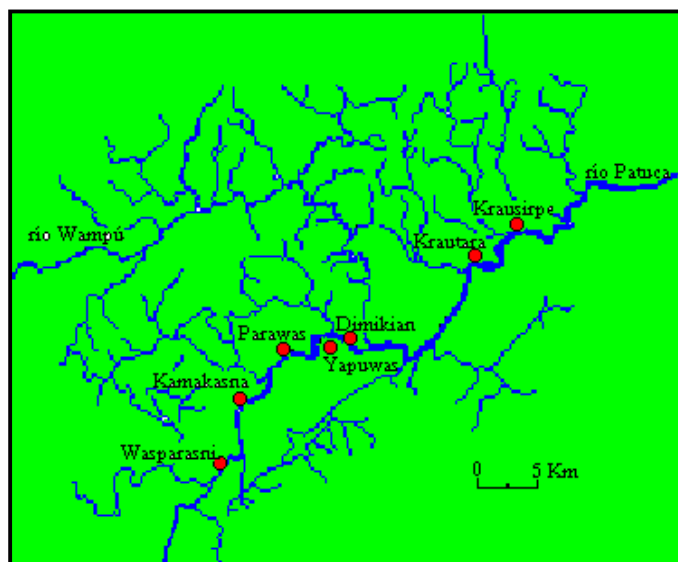 río Patuca
Krausirpe
río Wampú
Krautara
Dimikian
Parawas
Yapuwas
Kamakasna
Wasparasni
0 5 Km